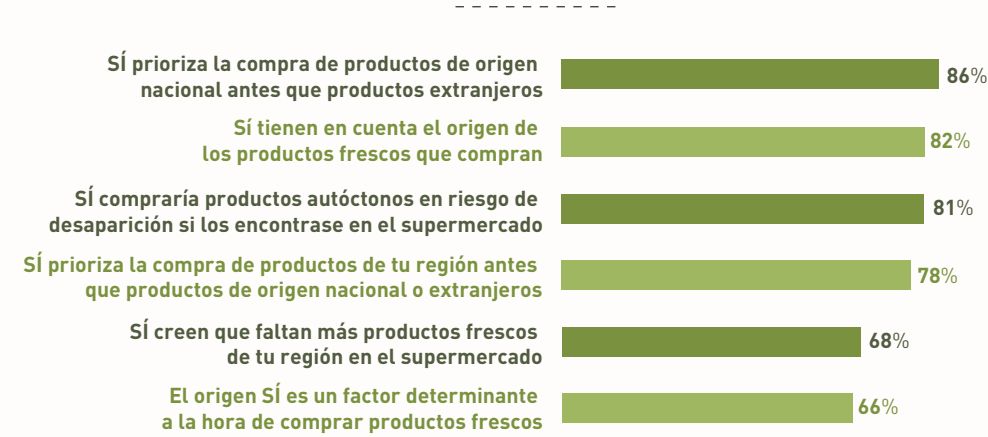 SÍ prioriza la compra de productos de origen
nacional antes que productos extranjeros
86%
Sí tienen en cuenta el origen de
los productos frescos que compran
82%
SÍ compraría productos autóctonos en riesgo de
desaparición si los encontrase en el supermercado
81%
SÍ prioriza la compra de productos de tu región antes
que productos de origen nacional o extranjeros
78%
SÍ creen que faltan más productos frescos
de tu región en el supermercado
68%
El origen SÍ es un factor determinante
a la hora de comprar productos frescos
66%